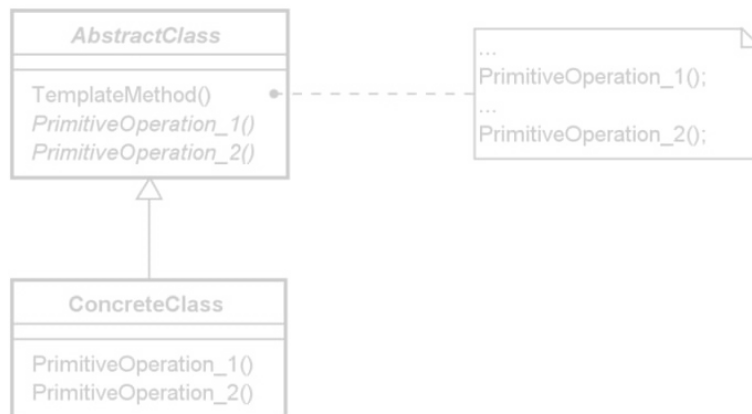 AbstractClass
TemplateMethod()
PrimitiveOperation_1()
PrimitiveOperation_2()
...
PrimitiveOperation_1();
...
PrimitiveOperation_2();
ConcreteClass
PrimitiveOperation_1()
PrimitiveOperation_2()